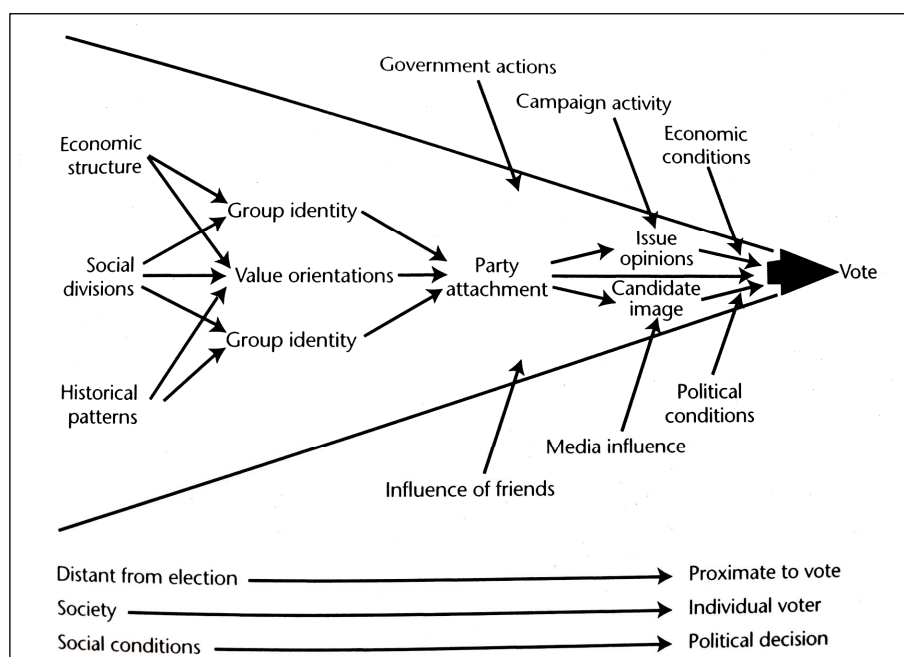 Government actions
Campaign activity
Economic
conditions
Economic
structure
Group identity
Issue
opinions
Social
divisions
Value orientations
Party
attachment
Vote
Candidate
image
Group identity
Historical
patterns
Political
conditions
Media influence
Influence of friends
Distant from election
Proximate to vote
Society
Individual voter
Social conditions
Political decision